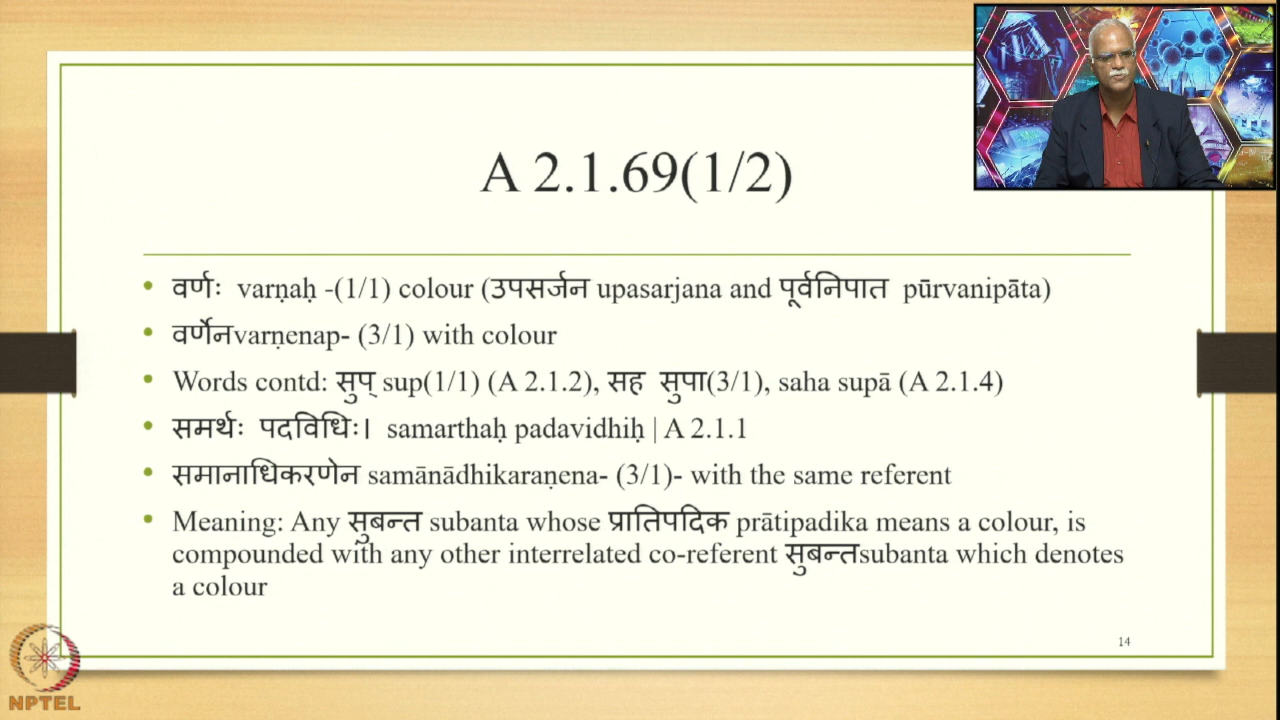 A 2.1.69(1/2)
• वर्णः varṇaḥ -(1/1) colour (उपसर्जन upasarjana and पूर्वनिपात pūrvanipāta)
• वर्णेनvarṇenap- (3/1) with colour
• Words contd: सुप् sup(1/1) (A 2.1.2), सह सुपा(3/1), saha supā (A 2.1.4)
• समर्थः पदविधिः। samarthaḥ padavidhiḥ | A 2.1.1
• समानाधिकरणेन samānādhikaraṇena- (3/1)- with the same referent
• Meaning: Any सुबन्त subanta whose प्रातिपदिक prātipadika means a colour, is
compounded with any other interrelated co-referent सुबन्तsubanta which denotes
a colour
14
NPTEL